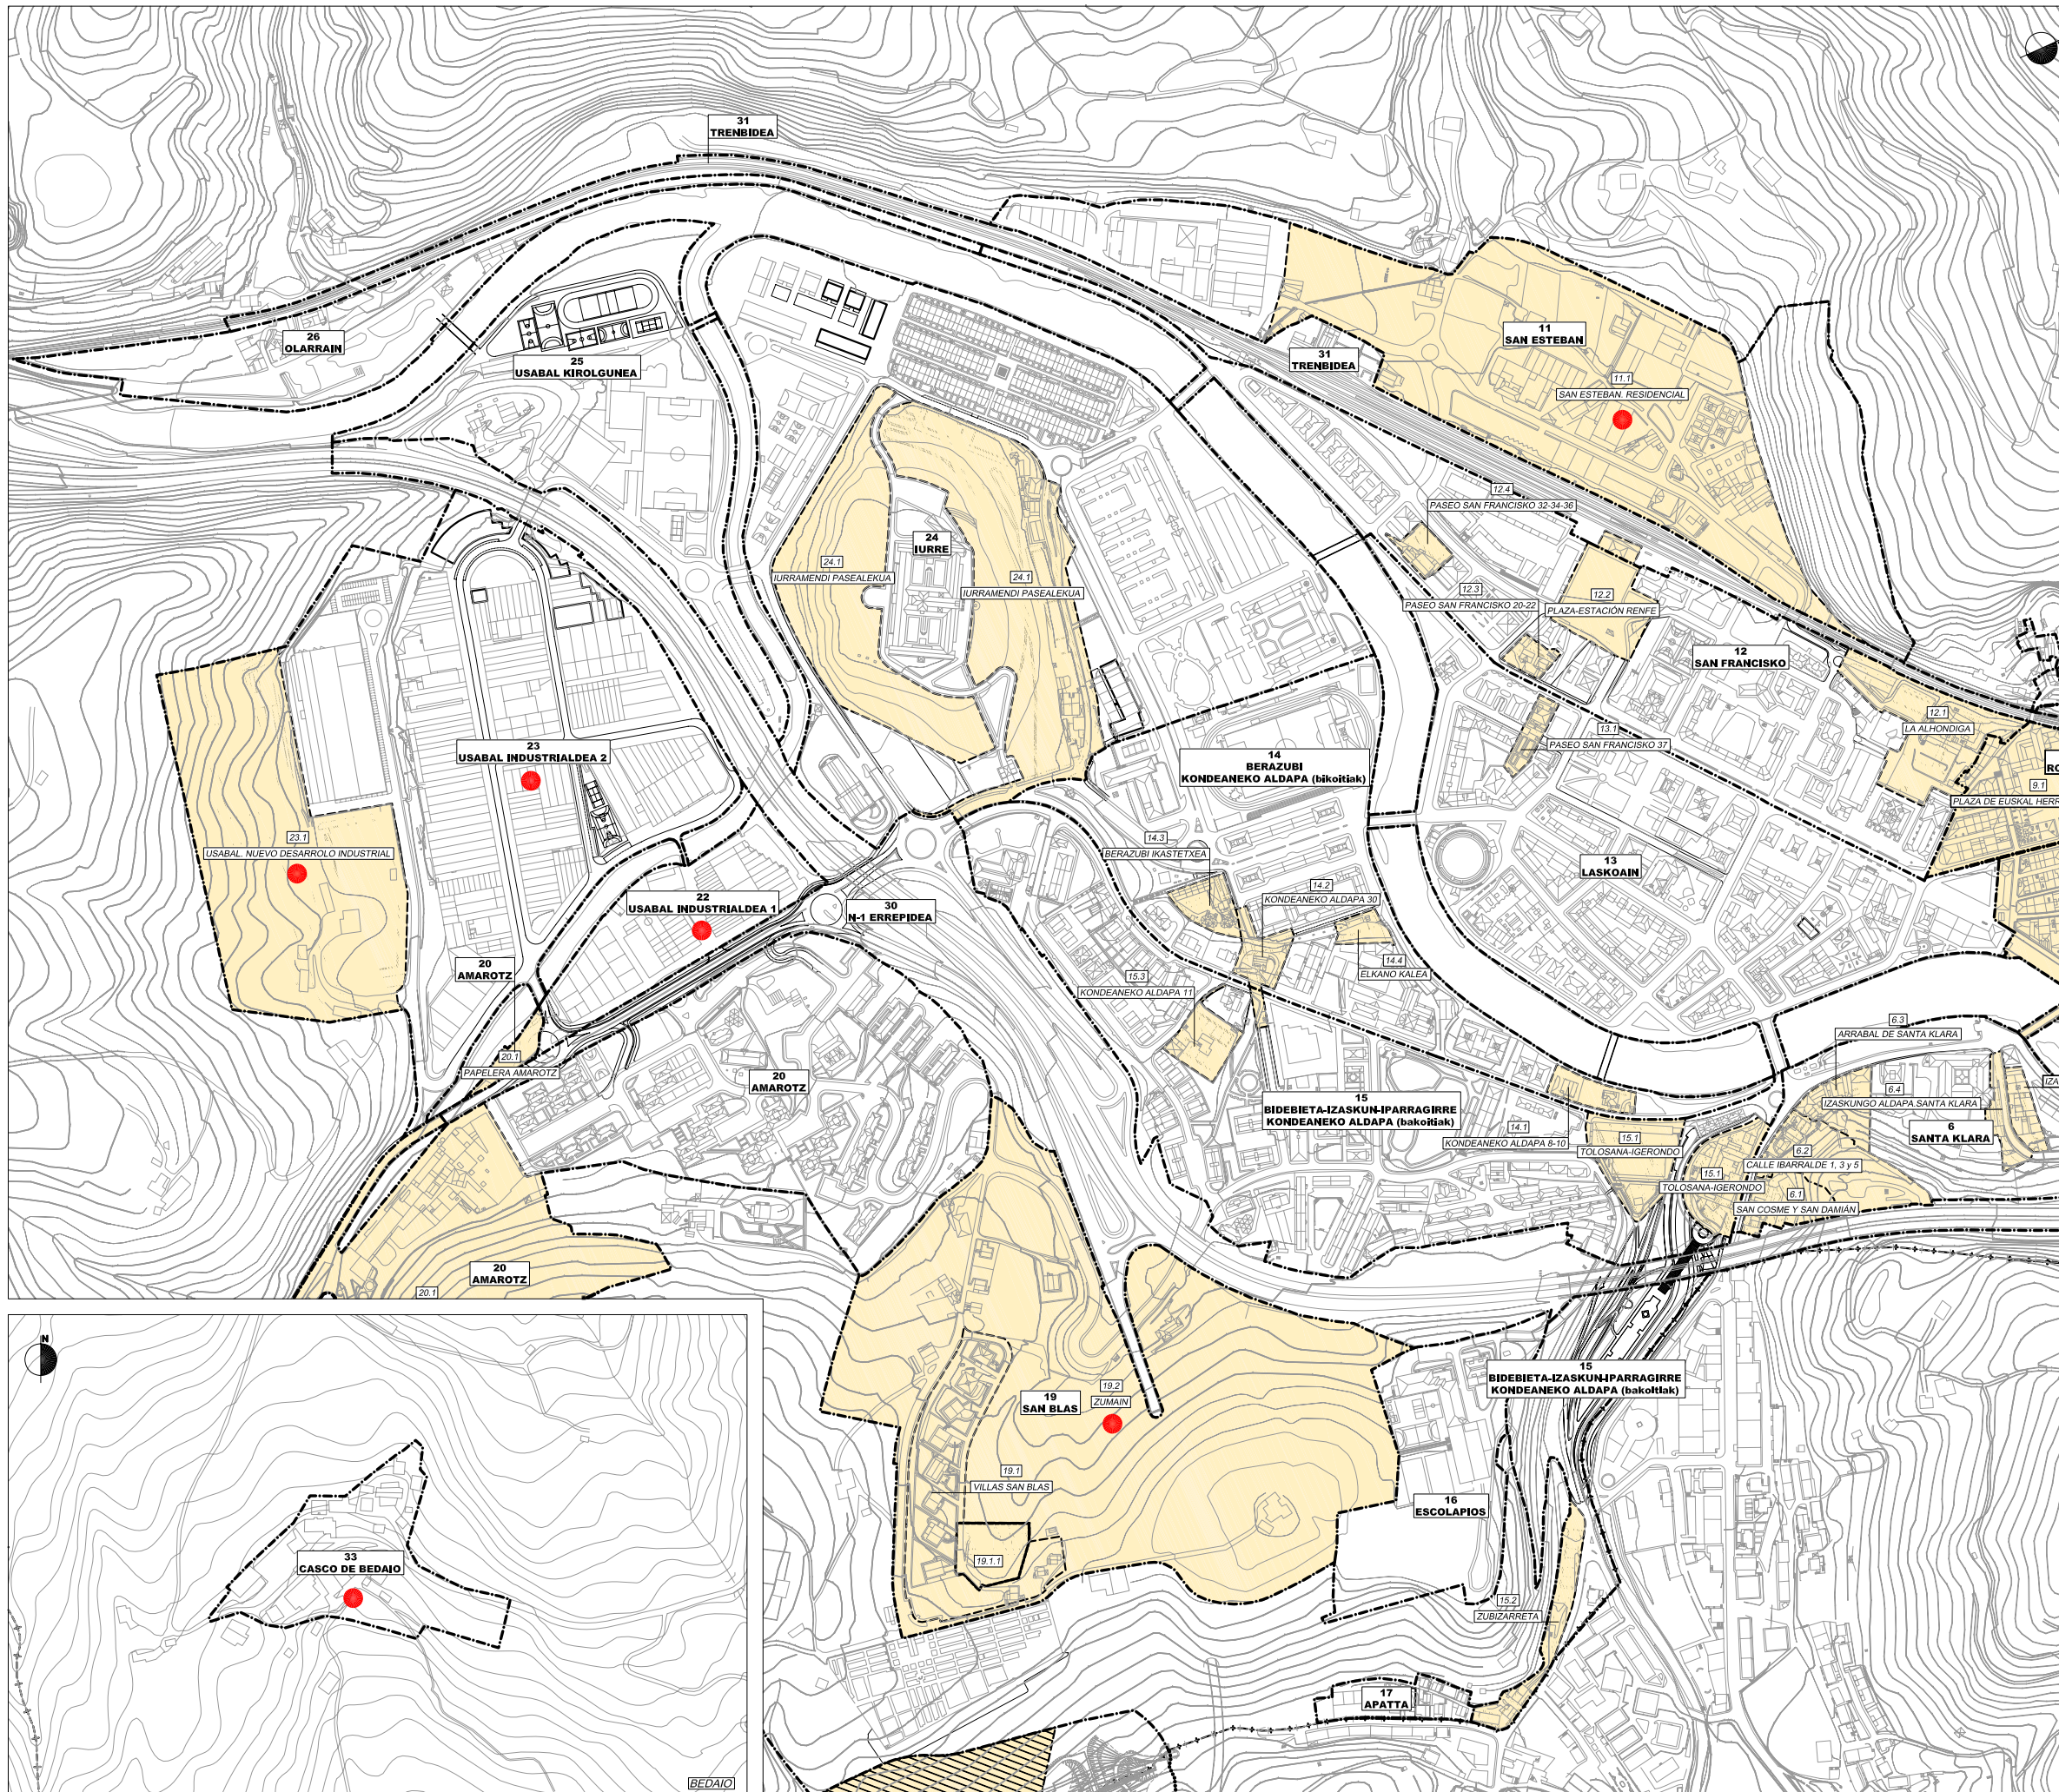 31
TRENBIDEA
26
OLARRAIN
25
USABAL KIROLGUNEA
11
SAN ESTEBAN
31
TRENBIDEA
11.1
SAN ESTEBAN. RESIDENCIAL
12.4
PASEO SAN FRANCISKO 32-34-36
24
IURRE
24.1
IURRAMENDI PASEALEKUA
24.1
IURRAMENDI PASEALEKUA
12.3
PASEO SAN FRANCISKO 20-22
12.2
PLAZA-ESTACIÓN RENFE
12
SAN FRANCISKO
12.1
LA ALHONDIGA
13.1
PASEO SAN FRANCISKO 37
23
USABAL INDUSTRIALDEA 2
14
BERAZUBI
KONDEANEKO ALDAPA (bikoitiak)
RO
9.1
PLAZA DE EUSKAL HERR
23.1
USABAL. NUEVO DESARROLO INDUSTRIAL
14.3
BERAZUBI IKASTETXEA
13
LASKOAIN
14.2
KONDEANEKO ALDAPA 30
22
USABAL INDUSTRIALDEA 1
30
N-1 ERREPIDEA
20
AMAROTZ
14.4
ELKANO KALEA
15.3
KONDEANEKO ALDAPA 11
6.3
ARRABAL DE SANTA KLARA
20.1
PAPELERA AMAROTZ
20
AMAROTZ
IZA
6.4
IZASKUNGO ALDAPA.SANTA KLARA
15
BIDEBIETA-IZASKUN-IPARRAGIRRE
KONDEANEKO ALDAPA (bakoitiak)
6
SANTA KLARA
14.1
KONDEANEKO ALDAPA 8-10
15.1
TOLOSANA-IGERONDO
6.2
CALLE IBARRALDE 1, 3 y 5
15.1
TOLOSANA-IGERONDO
6.1
SAN COSME Y SAN DAMIÁN
20
AMAROTZ
20.1
N
15
BIDEBIETA-IZASKUN-IPARRAGIRRE
KONDEANEKO ALDAPA (bakoitiak)
19
SAN BLAS
19.2
ZUMAIN
19.1
VILLAS SAN BLAS
16
ESCOLAPIOS
19.1.1
33
CASCO DE BEDAIO
15.2
ZUBIZARRETA
17
APATTA
BEDAIO